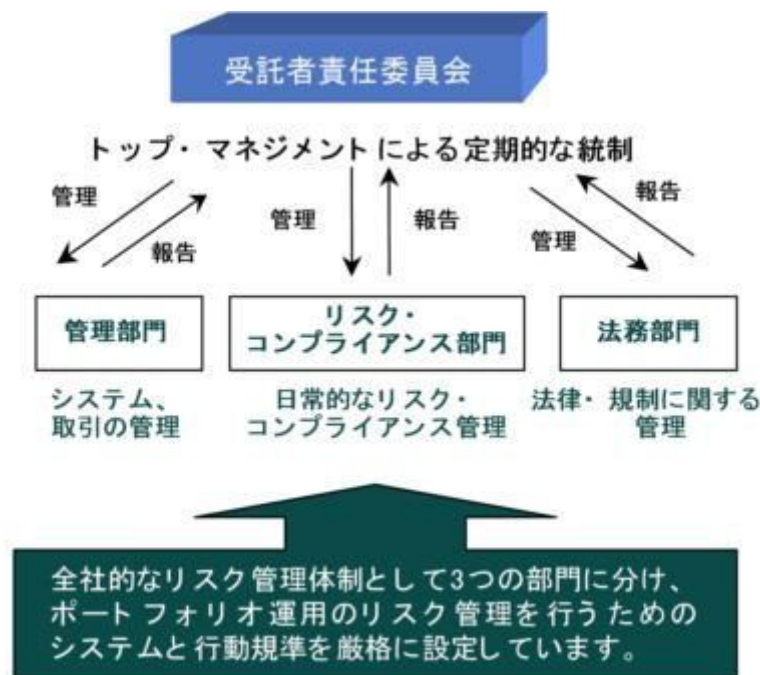 受託者責任委員会
トップ・マネジメントによる定期的な統制
管理
報告
管理
報告
管理
報告
管理部門
リスク・
コンプライアンス部門
法務部門
システム、
取引の管理
日常的なリスク・
コンプライアンス管理
法律・規制に関する
管理
全社的なリスク管理体制として3つの部門に分け、
ポートフォリオ運用のリスク管理を行うための
システムと行動規準を厳格に設定しています。